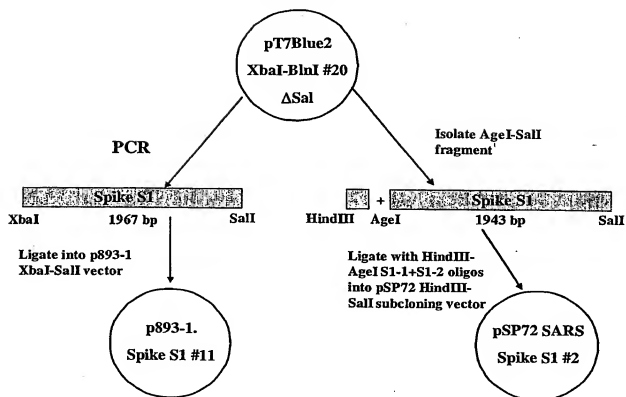 pT7Blue2
XbaI-BlnI #20
ΔSal
PCR
Isolate AgeI-SalI
fragment
Spike S1
XbaI
1967 bp
SalI
+
Spike S1
HindIII
AgeI
1943 bp
SalI
Ligate into p893-1
XbaI-SalI vector
Ligate with HindIII-
AgeI S1-1+S1-2 oligos
into pSP72 HindIII-
SalI subcloning vector
p893-1.
Spike S1 #11
pSP72 SARS
Spike S1 #2